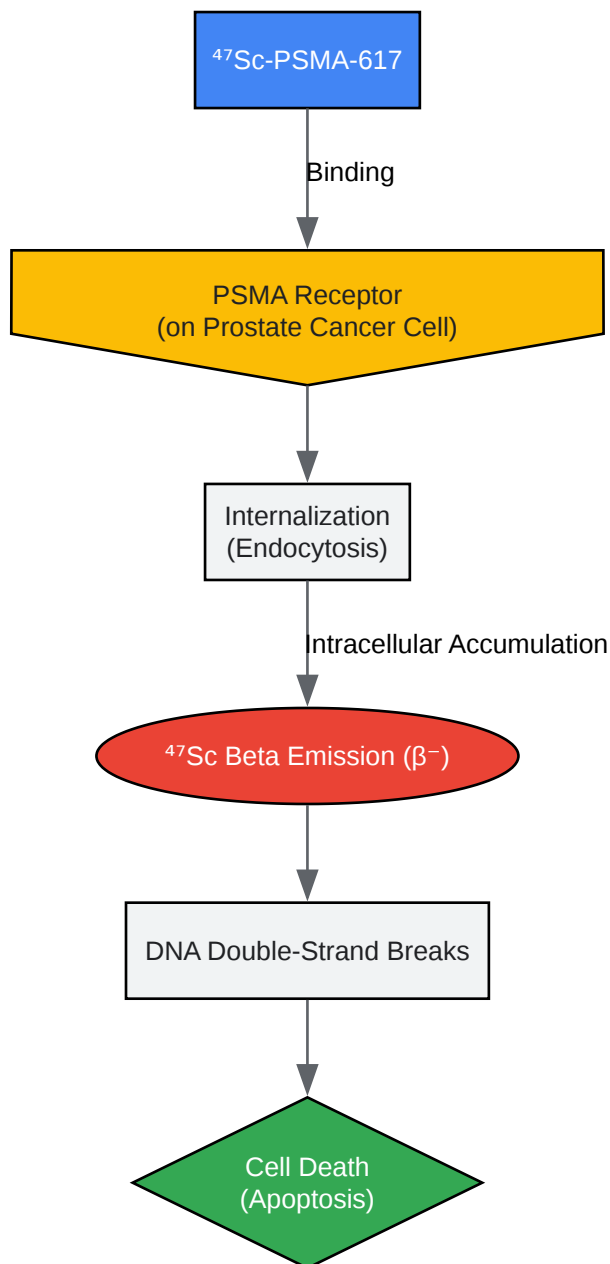 ⁴⁷Sc-PSMA-617
Binding
PSMA Receptor
(on Prostate Cancer Cell)
Internalization
(Endocytosis)
Intracellular Accumulation
⁴⁷Sc Beta Emission (β⁻)
DNA Double-Strand Breaks
Cell Death
(Apoptosis)